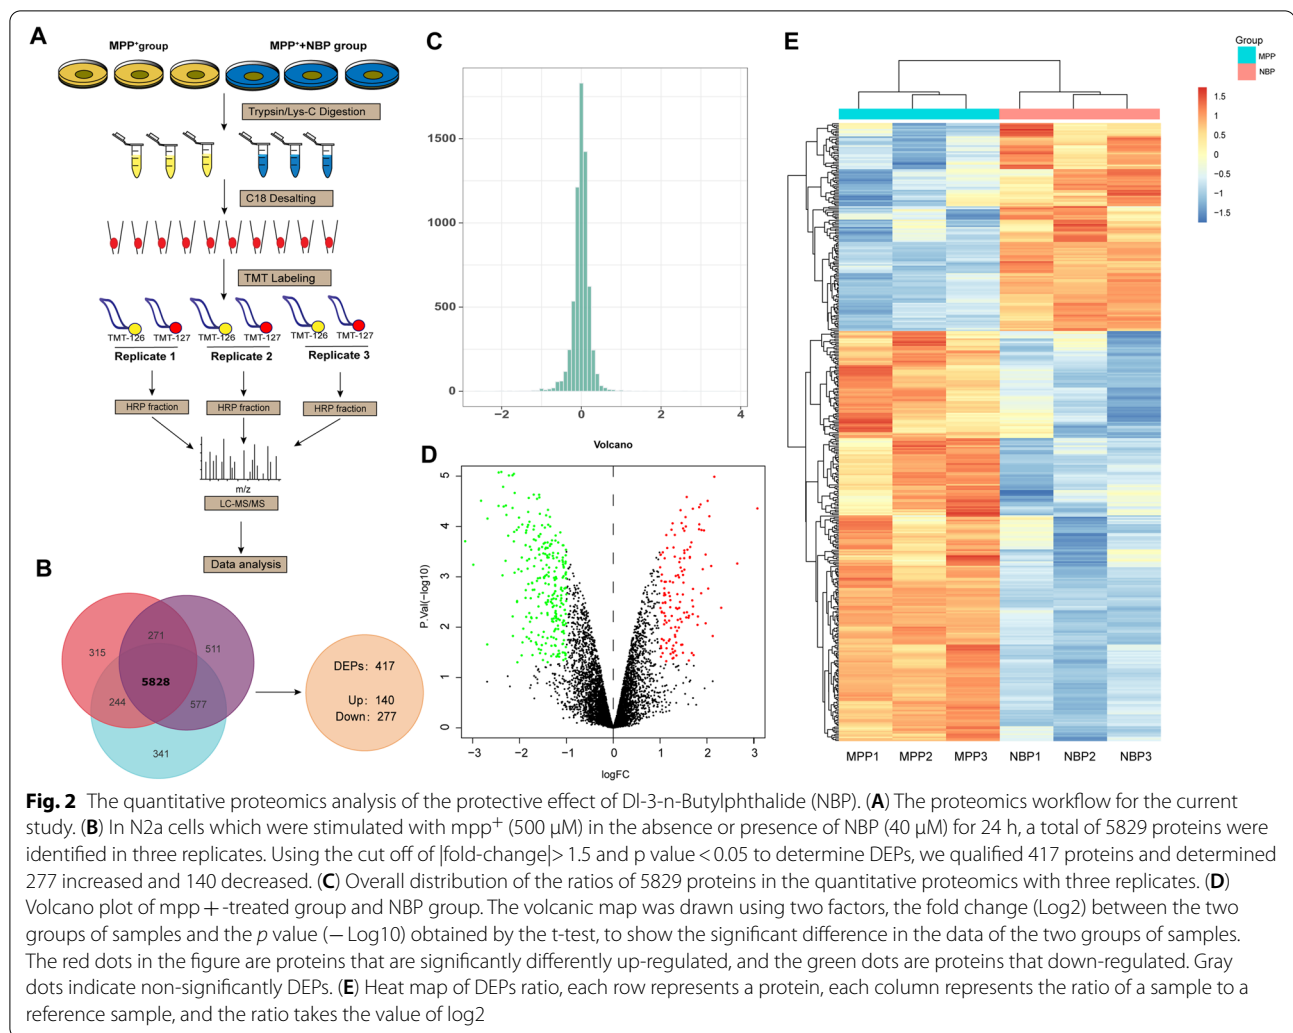 A
MPP⁺group
MPP⁺+NBP group
Trypsin/Lys-C Digestion
C18 Desalting
TMT Labeling
TMT-126 TMT-127 TMT-126 TMT-127 TMT-126 TMT-127
Replicate 1 Replicate 2 Replicate 3
HRP fraction HRP fraction HRP fraction
m/z
LC-MS/MS
Data analysis
B
315
271
511
5828
244
577
341
DEPs: 417
Up: 140
Down: 277
C
1500
1000
500
0
−2 0 2 4
D
Volcano
P.Val(−log10)
5
4
3
2
1
0
−3 −2 −1 0 1 2 3
logFC
E
Group
MPP
NBP
1.5
1
0.5
0
−0.5
−1
−1.5
MPP1 MPP2 MPP3 NBP1 NBP2 NBP3
Fig. 2 The quantitative proteomics analysis of the protective effect of Dl-3-n-Butylphthalide (NBP). (A) The proteomics workflow for the current
study. (B) In N2a cells which were stimulated with mpp⁺ (500 μM) in the absence or presence of NBP (40 μM) for 24 h, a total of 5829 proteins were
identified in three replicates. Using the cut off of |fold-change| > 1.5 and p value < 0.05 to determine DEPs, we qualified 417 proteins and determined
277 increased and 140 decreased. (C) Overall distribution of the ratios of 5829 proteins in the quantitative proteomics with three replicates. (D)
Volcano plot of mpp +-treated group and NBP group. The volcanic map was drawn using two factors, the fold change (Log2) between the two
groups of samples and the p value (− Log10) obtained by the t-test, to show the significant difference in the data of the two groups of samples.
The red dots in the figure are proteins that are significantly differently up-regulated, and the green dots are proteins that down-regulated. Gray
dots indicate non-significantly DEPs. (E) Heat map of DEPs ratio, each row represents a protein, each column represents the ratio of a sample to a
reference sample, and the ratio takes the value of log2